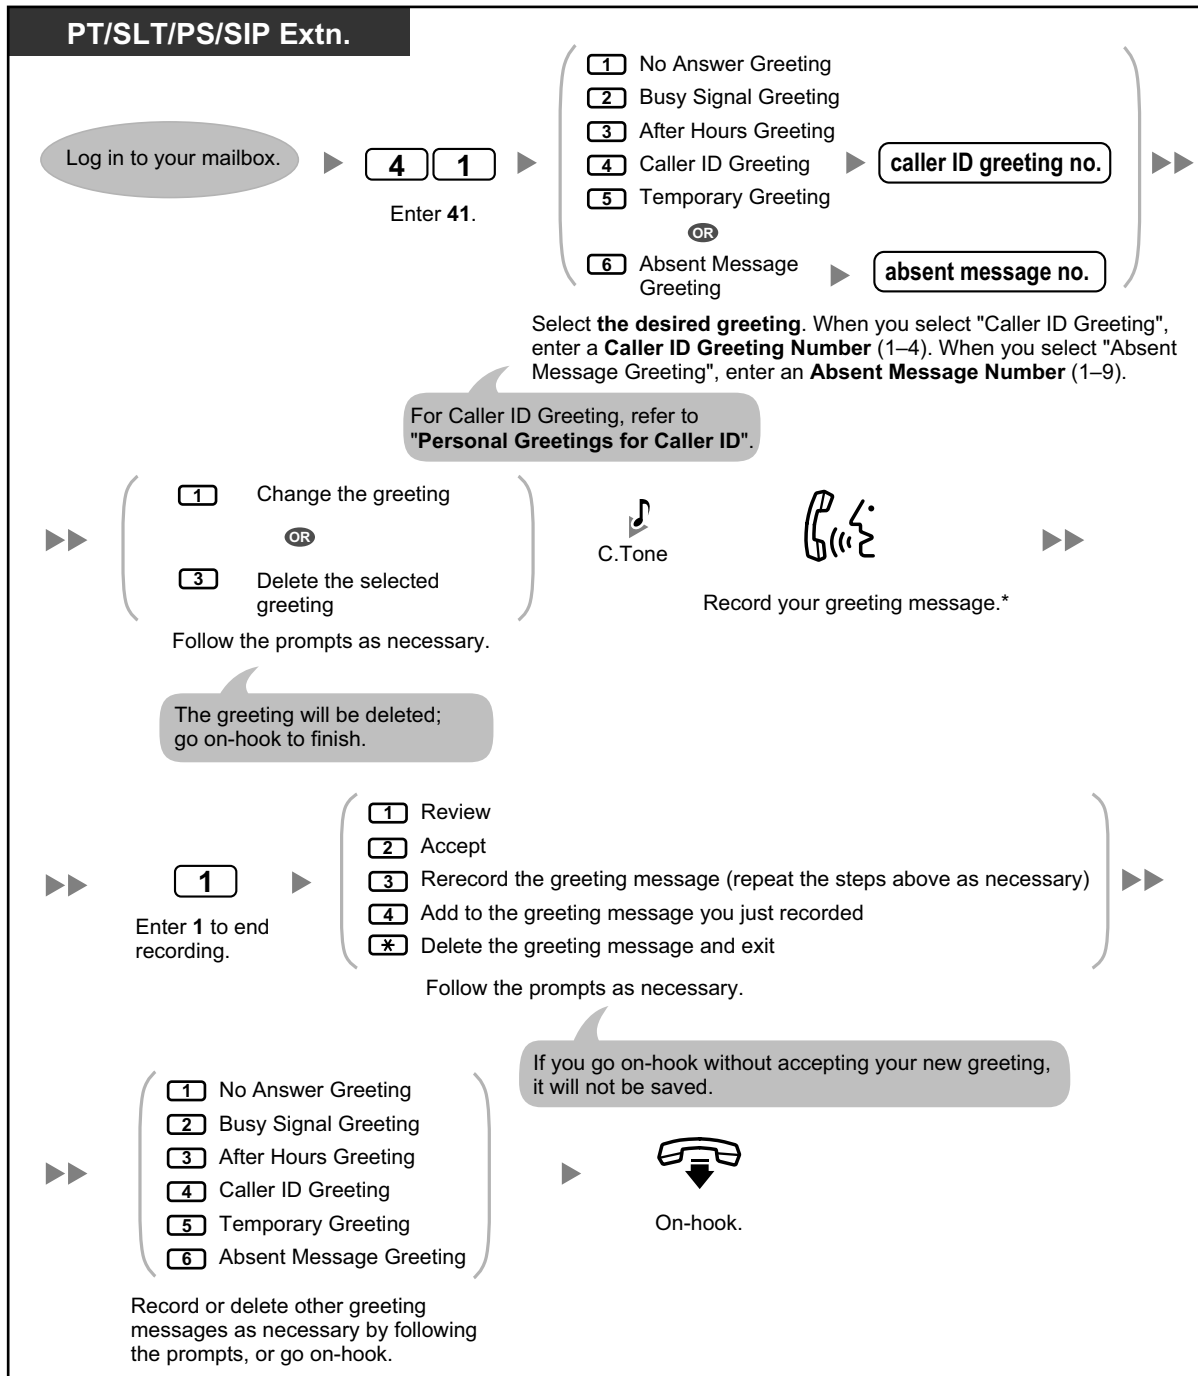 PT/SLT/PS/SIP Extn.
Log in to your mailbox.
4 1
Enter 41.
1 No Answer Greeting
2 Busy Signal Greeting
3 After Hours Greeting
4 Caller ID Greeting caller ID greeting no.
5 Temporary Greeting
OR
6 Absent Message absent message no.
Greeting
Select the desired greeting. When you select "Caller ID Greeting",
enter a Caller ID Greeting Number (1–4). When you select "Absent
Message Greeting", enter an Absent Message Number (1–9).
For Caller ID Greeting, refer to
"Personal Greetings for Caller ID".
1 Change the greeting
OR
3 Delete the selected
greeting
Follow the prompts as necessary.
The greeting will be deleted;
go on-hook to finish.
C.Tone
Record your greeting message.*
1
Enter 1 to end
recording.
1 Review
2 Accept
3 Rerecord the greeting message (repeat the steps above as necessary)
4 Add to the greeting message you just recorded
* Delete the greeting message and exit
Follow the prompts as necessary.
If you go on-hook without accepting your new greeting,
it will not be saved.
1 No Answer Greeting
2 Busy Signal Greeting
3 After Hours Greeting
4 Caller ID Greeting
5 Temporary Greeting
6 Absent Message Greeting
Record or delete other greeting
messages as necessary by following
the prompts, or go on-hook.
On-hook.